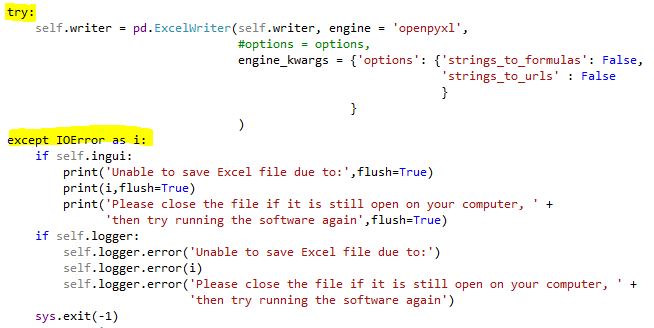 try:
    self.writer = pd.ExcelWriter(self.writer, engine = 'openpyxl',
                                 #options = options,
                                 engine_kwargs = {'options': {'strings_to_formulas': False,
                                                              'strings_to_urls' : False
                                                              }
                                                  }
                                 )
except IOError as i:
    if self.ingui:
        print('Unable to save Excel file due to:',flush=True)
        print(i,flush=True)
        print('Please close the file if it is still open on your computer, ' +
              'then try running the software again',flush=True)
    if self.logger:
        self.logger.error('Unable to save Excel file due to:')
        self.logger.error(i)
        self.logger.error('Please close the file if it is still open on your computer, ' +
                          'then try running the software again')
    sys.exit(-1)